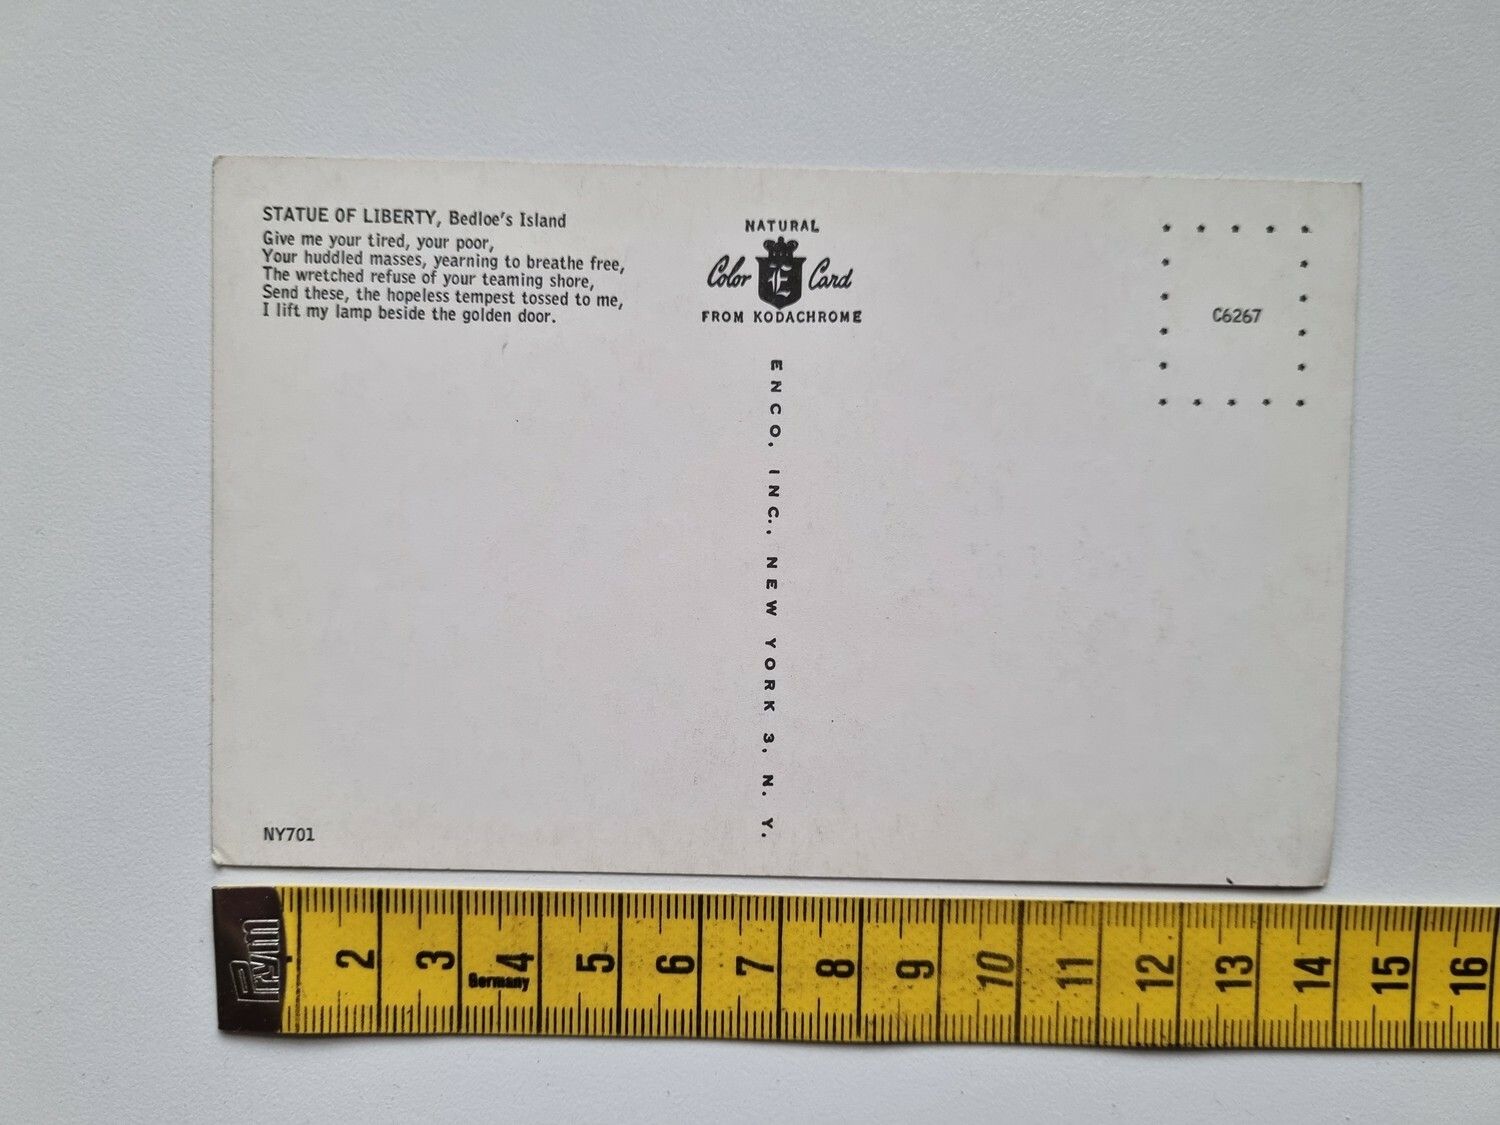 STATUE OF LIBERTY, Bedloe's Island
Give me your tired, your poor,
Your huddled masses, yearning to breathe free,
The wretched refuse of your teaming shore,
Send these, the hopeless tempest tossed to me,
I lift my lamp beside the golden door.
NATURAL
Color E Card
FROM KODACHROME
C6267
ENCO, INC., NEW YORK 3, N. Y.
NY701
Prym
2 3 4 5 6 7 8 9 10 11 12 13 14 15 16
Germany